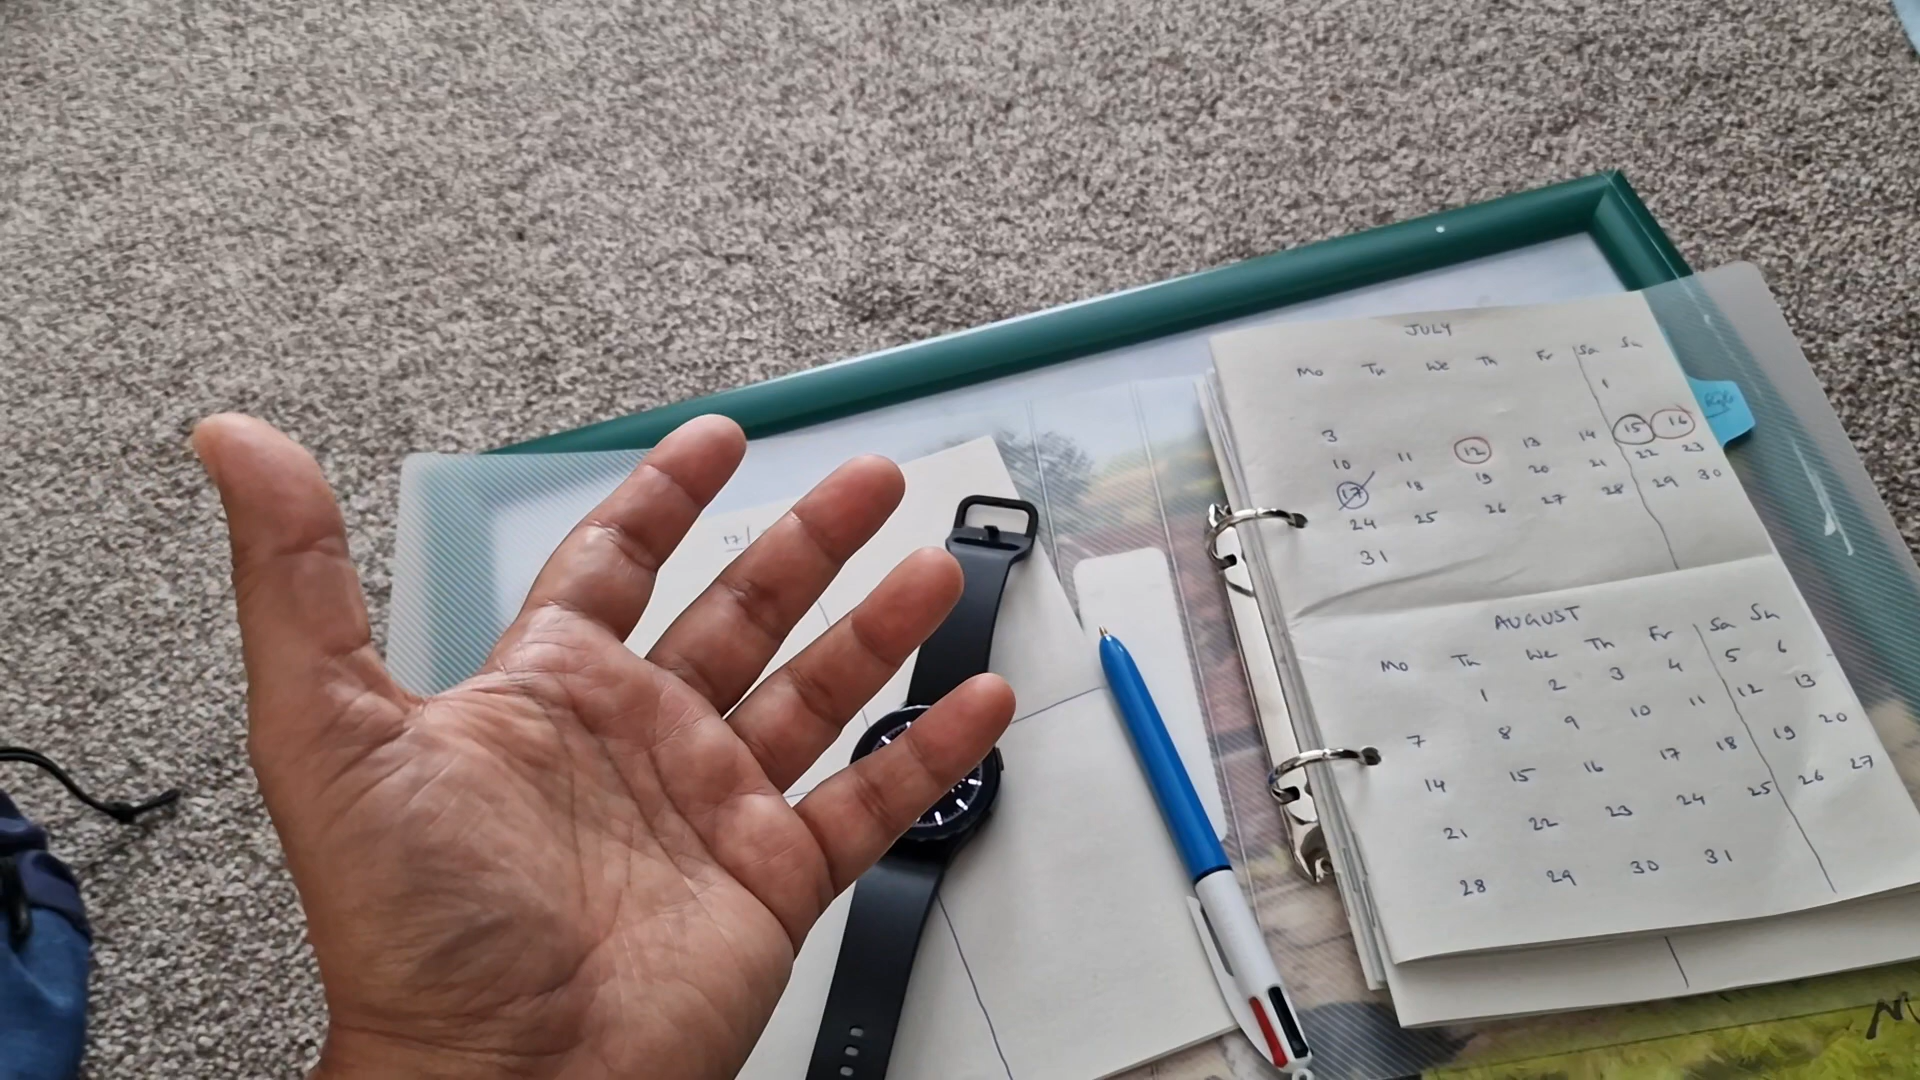 17/
JULY
Mo Tu We Th Fr Sa Su
1
3
10 11 12 13 14 15 16
17 18 19 20 21 22 23
24 25 26 27 28 29 30
31
AUGUST
Mo Tu We Th Fr Sa Su
1 2 3 4 5 6
7 8 9 10 11 12 13
14 15 16 17 18 19 20
21 22 23 24 25 26 27
28 29 30 31